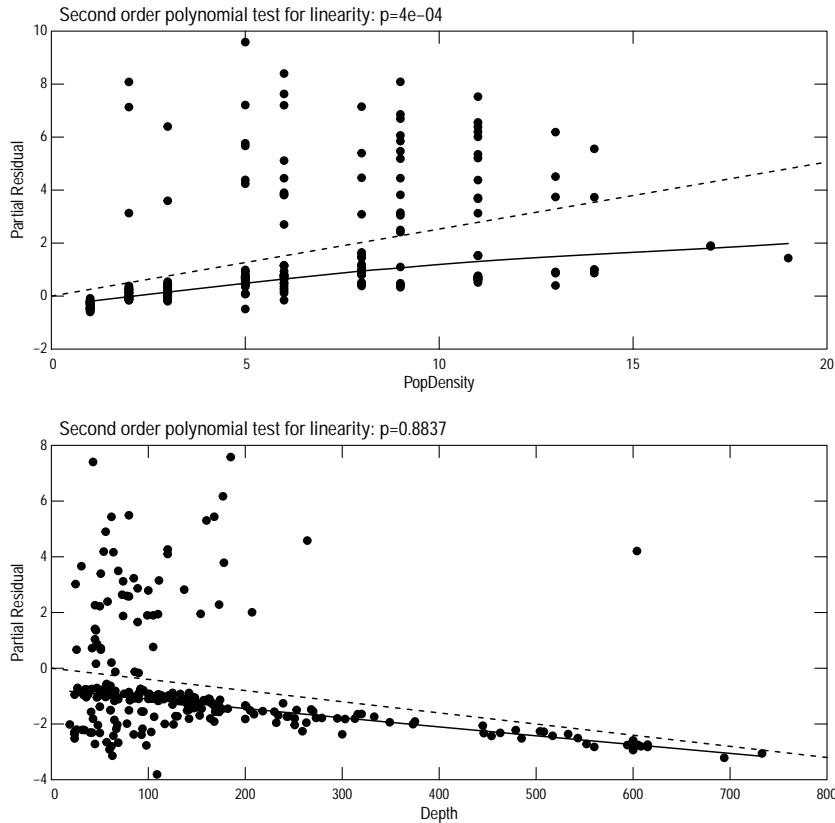 Second order polynomial test for linearity: p=4e−04
10
8
6
4
2
0
−2
Partial Residual
0 5 10 15 20
PopDensity
Second order polynomial test for linearity: p=0.8837
8
6
4
2
0
−2
−4
Partial Residual
0 100 200 300 400 500 600 700 800
Depth